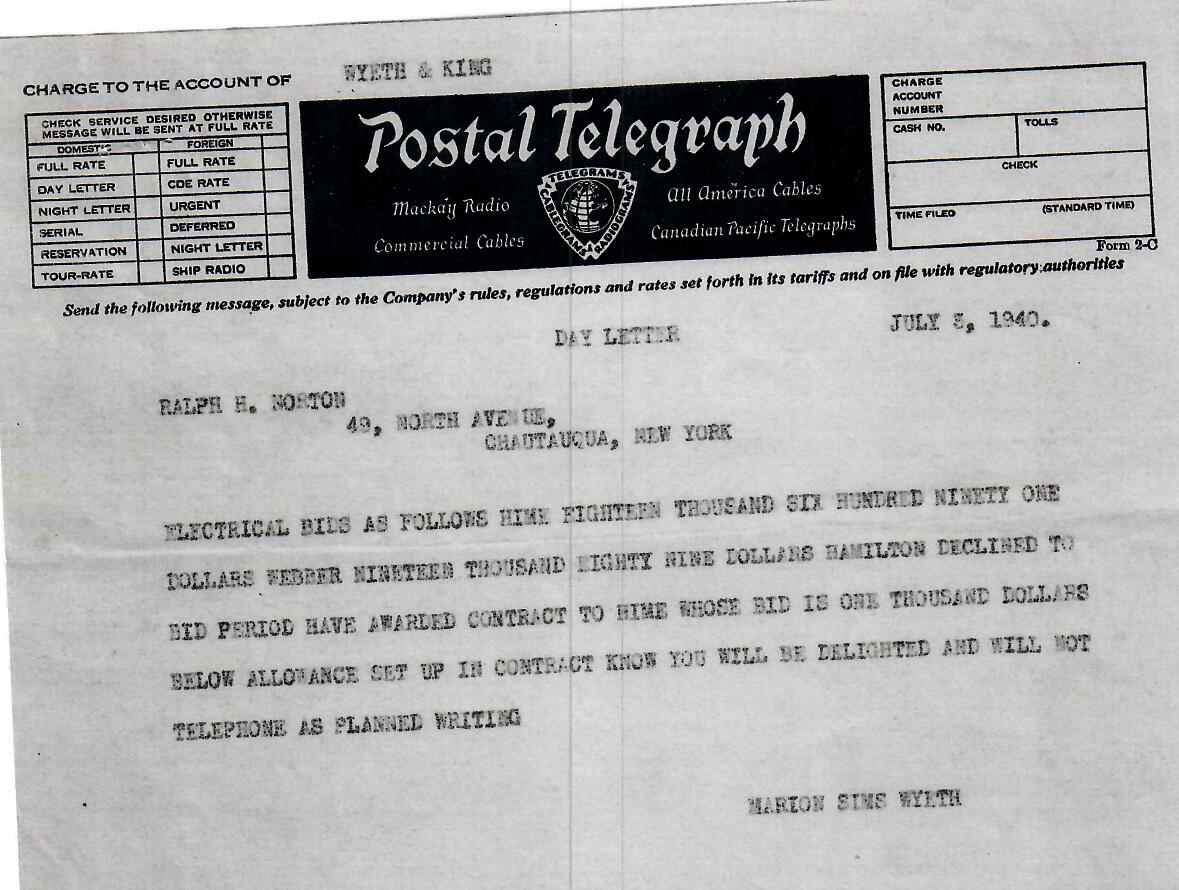 CHARGE TO THE ACCOUNT OF WYETH & KING
CHECK SERVICE DESIRED OTHERWISE
MESSAGE WILL BE SENT AT FULL RATE
DOMESTIC FOREIGN
FULL RATE FULL RATE
DAY LETTER CDE RATE
NIGHT LETTER URGENT
SERIAL DEFERRED
RESERVATION NIGHT LETTER
TOUR-RATE SHIP RADIO
Postal Telegraph
Mackay Radio
Commercial Cables
TELEGRAMS
CABLEGRAMS
RADIOGRAMS
All America Cables
Canadian Pacific Telegraphs
CHARGE
ACCOUNT
NUMBER
CASH NO. TOLLS
CHECK
TIME FILED (STANDARD TIME)
Form 2-C
Send the following message, subject to the Company's rules, regulations and rates set forth in its tariffs and on file with regulatory authorities
DAY LETTER JULY 3, 1940.
RALPH H. NORTON
49, NORTH AVENUE,
CHAUTAUQUA, NEW YORK
ELECTRICAL BIDS AS FOLLOWS HIME EIGHTEEN THOUSAND SIX HUNDRED NINETY ONE
DOLLARS WEBBER NINETEEN THOUSAND EIGHTY NINE DOLLARS HAMILTON DECLINED TO
BID PERIOD HAVE AWARDED CONTRACT TO HIME WHOSE BID IS ONE THOUSAND DOLLARS
BELOW ALLOWANCE SET UP IN CONTRACT KNOW YOU WILL BE DELIGHTED AND WILL NOT
TELEPHONE AS PLANNED WRITING
MARION SIMS WYETH